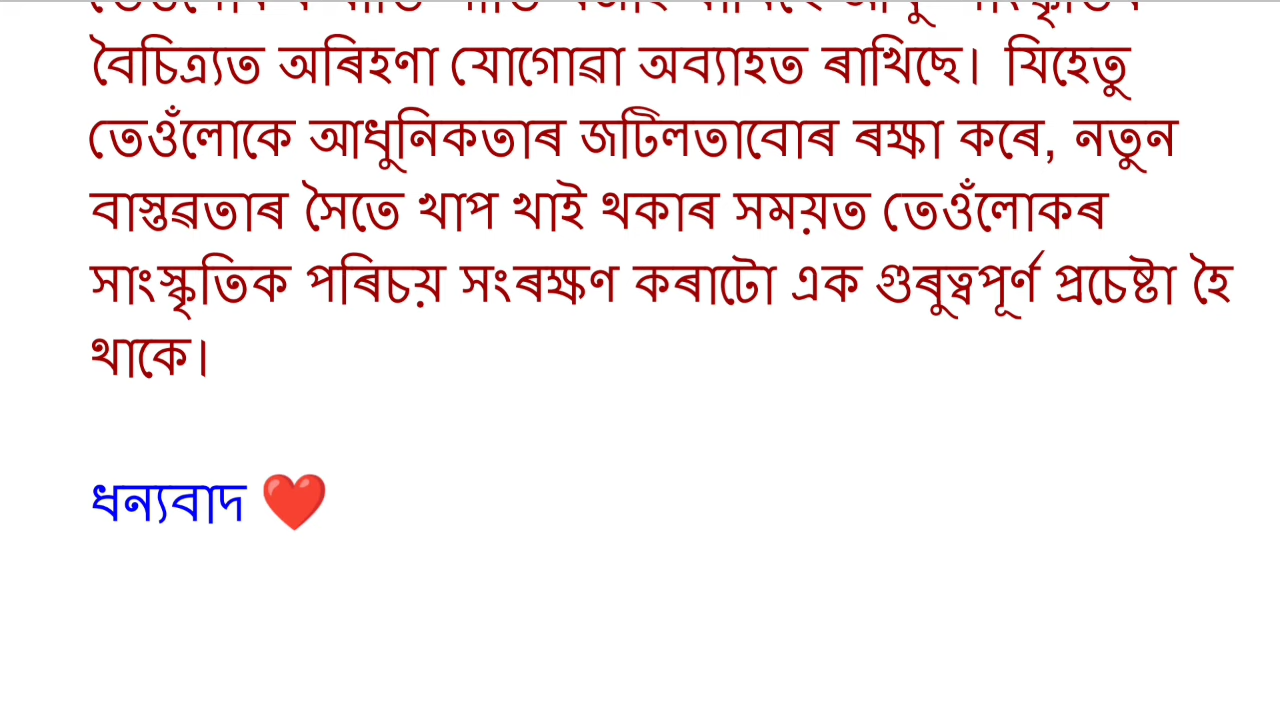 বৈচিত্ৰ্যত অৰিহণা যোগোৱা অব্যাহত ৰাখিছে। যিহেতু
তেওঁলোকে আধুনিকতাৰ জটিলতাবোৰ ৰক্ষা কৰে, নতুন
বাস্তৱতাৰ সৈতে খাপ খাই থকাৰ সময়ত তেওঁলোকৰ
সাংস্কৃতিক পৰিচয় সংৰক্ষণ কৰাটো এক গুৰুত্বপূৰ্ণ প্ৰচেষ্টা হৈ
থাকে।
ধন্যবাদ ❤️